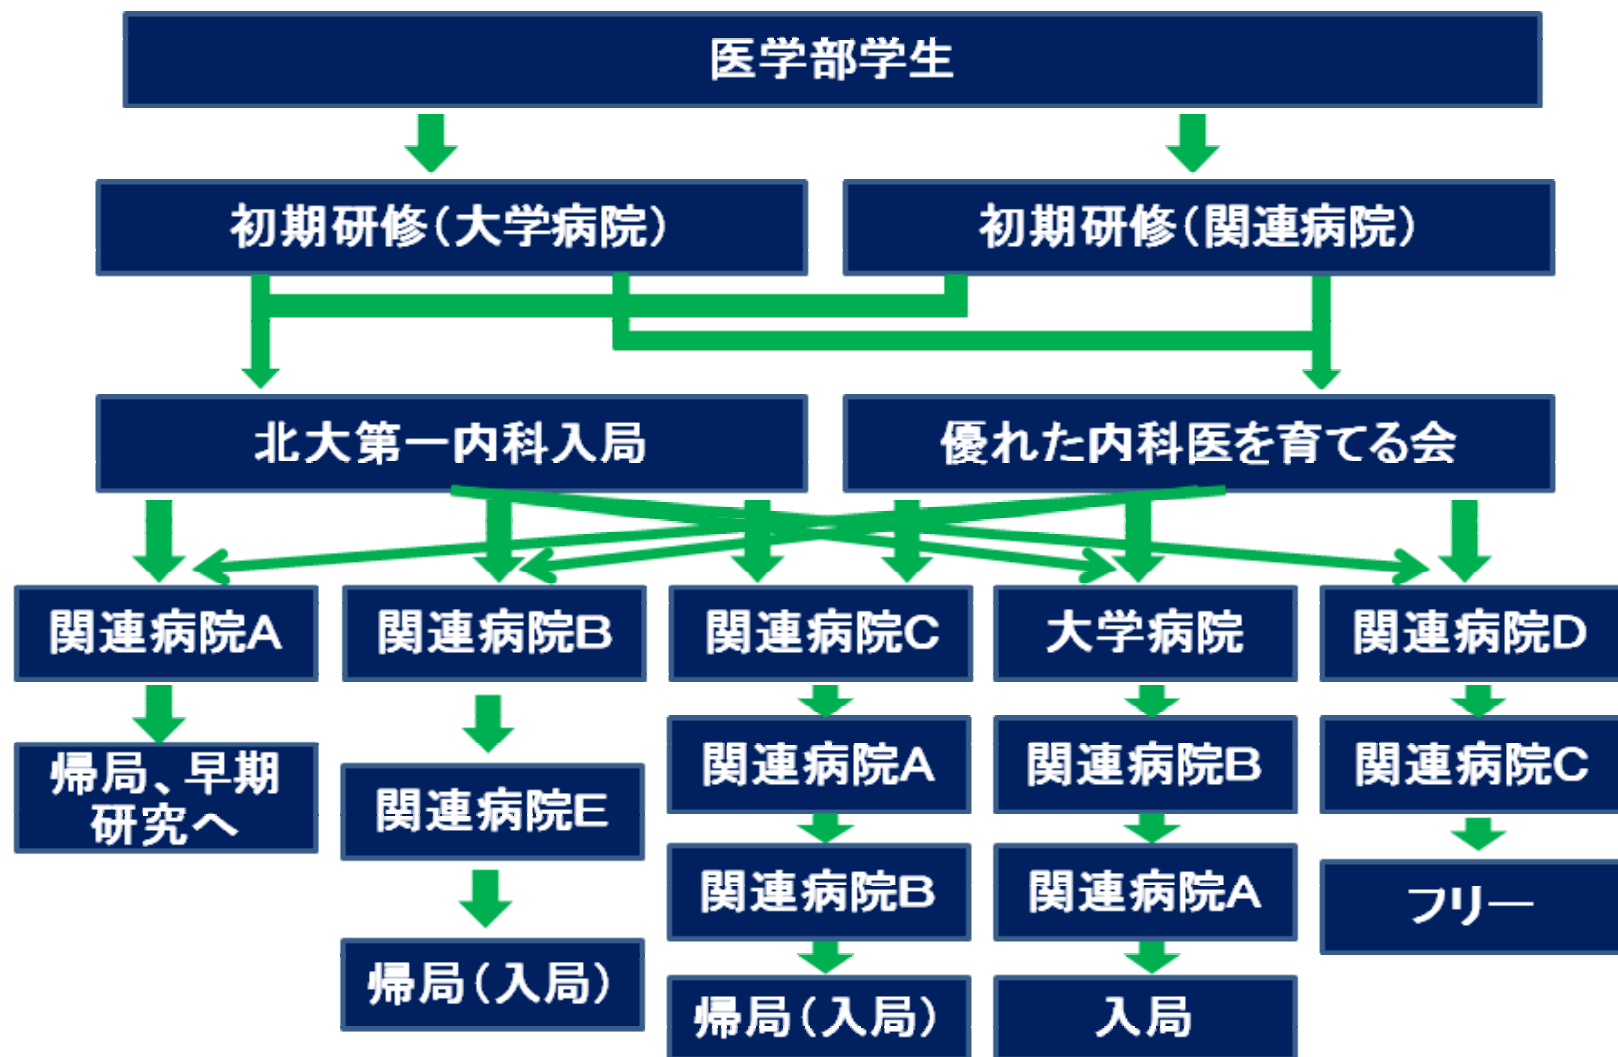 医学部学生
初期研修（大学病院）
初期研修（関連病院）
北大第一内科入局
優れた内科医を育てる会
関連病院A
関連病院B
関連病院C
大学病院
関連病院D
帰局、早期
研究へ
関連病院E
帰局（入局）
関連病院A
関連病院B
帰局（入局）
関連病院B
関連病院A
入局
関連病院C
フリー